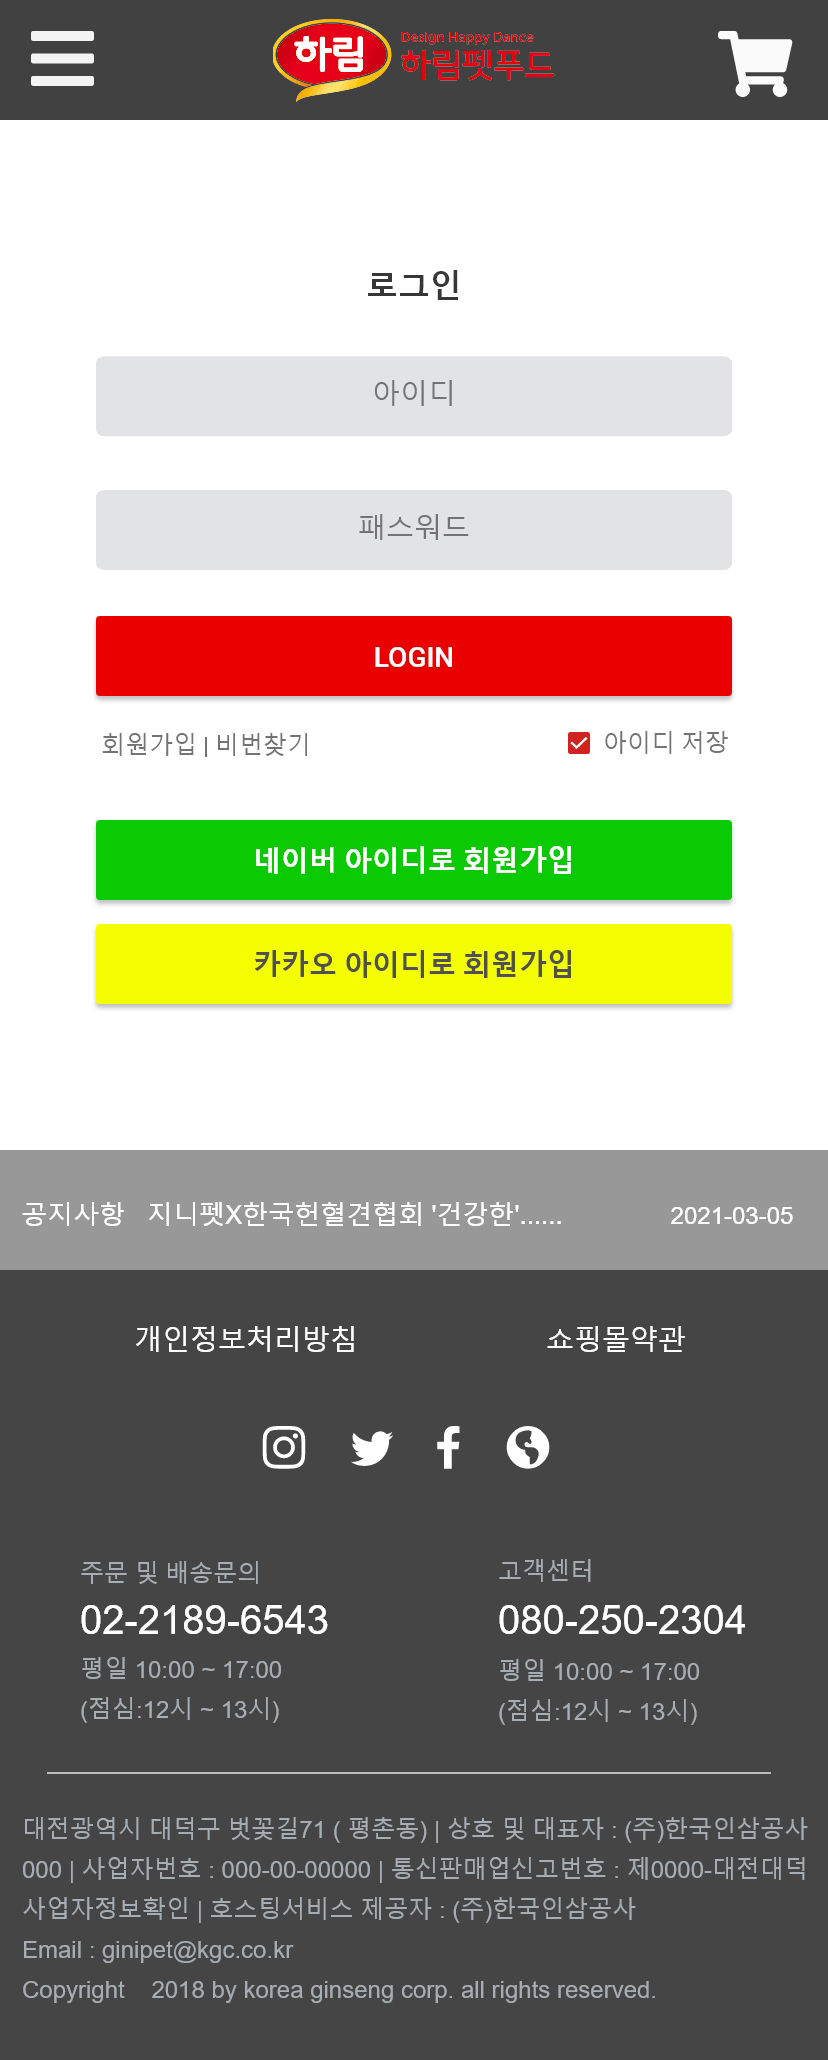 하림
Design Happy Dance
하림펫푸드
로그인
아이디
패스워드
LOGIN
회원가입 | 비번찾기
아이디 저장
네이버 아이디로 회원가입
카카오 아이디로 회원가입
공지사항 지니펫X한국헌혈견협회 '건강한'...... 2021-03-05
개인정보처리방침 쇼핑몰약관
주문 및 배송문의
02-2189-6543
평일 10:00 ~ 17:00
(점심:12시 ~ 13시)
고객센터
080-250-2304
평일 10:00 ~ 17:00
(점심:12시 ~ 13시)
대전광역시 대덕구 벗꽃길71 ( 평촌동) | 상호 및 대표자 : (주)한국인삼공사
000 | 사업자번호 : 000-00-00000 | 통신판매업신고번호 : 제0000-대전대덕
사업자정보확인 | 호스팅서비스 제공자 : (주)한국인삼공사
Email : ginipet@kgc.co.kr
Copyright 2018 by korea ginseng corp. all rights reserved.